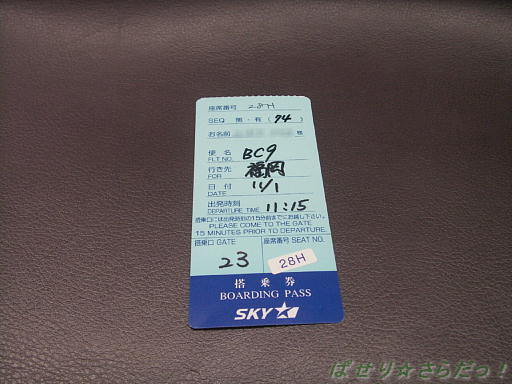 座席番号 28H
SEQ 無・有 (74)
お名前 様
便名 BC9
FLT NO.
行き先 福岡
FOR
日付 11/1
DATE
出発時刻
DEPARTURE TIME 11:15
搭乗口には出発時刻の15分前までにお越し下さい。
PLEASE COME TO THE GATE
15 MINUTES PRIOR TO DEPARTURE.
搭乗口 GATE 座席番号 SEAT NO.
23 28H
搭乗券
BOARDING PASS
SKY
ぱせり☆さらだっ!